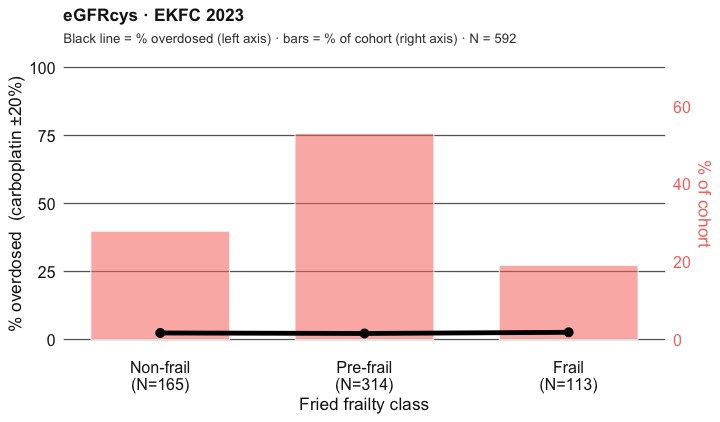 eGFRcys · EKFC 2023
Black line = % overdosed (left axis) · bars = % of cohort (right axis) · N = 592
% overdosed  (carboplatin ±20%)
100
75
50
25
0
60
40
20
0
% of cohort
Non-frail
(N=165)
Pre-frail
(N=314)
Frail
(N=113)
Fried frailty class